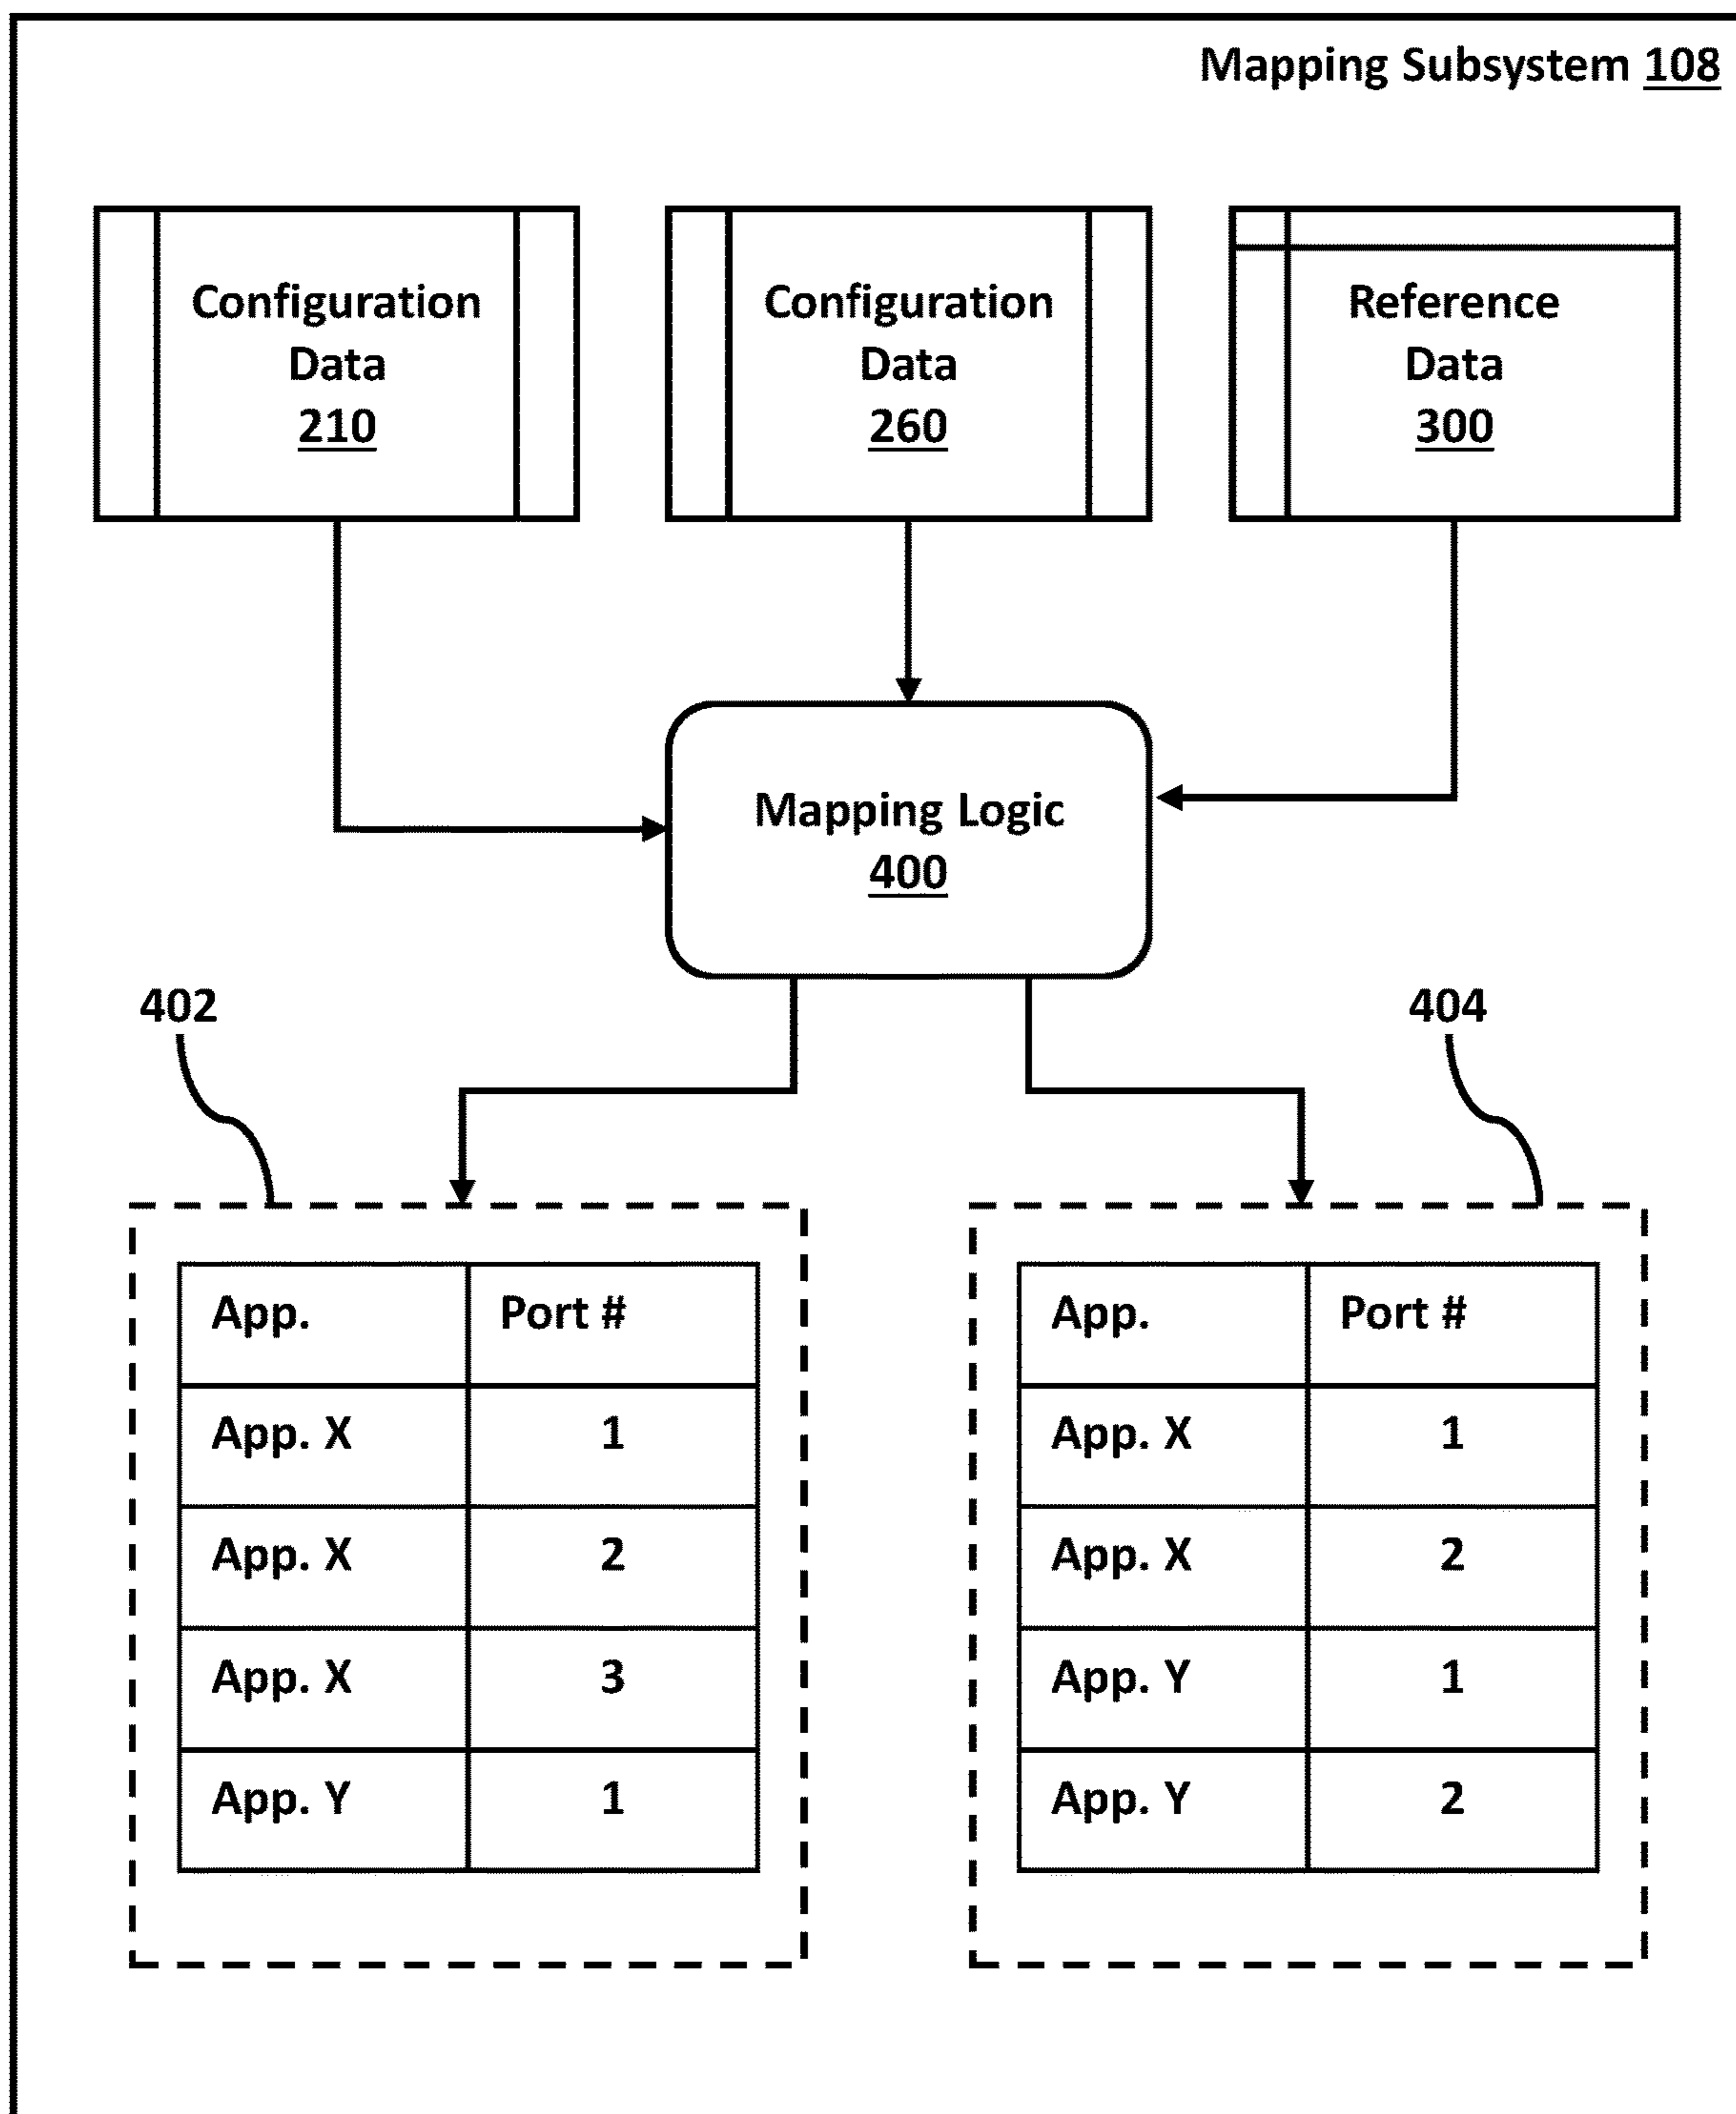 Mapping Subsystem 108
Configuration
Data
210
Configuration
Data
260
Reference
Data
300
Mapping Logic
400
402
404
App. Port #
App. X 1
App. X 2
App. X 3
App. Y 1
App. Port #
App. X 1
App. X 2
App. Y 1
App. Y 2